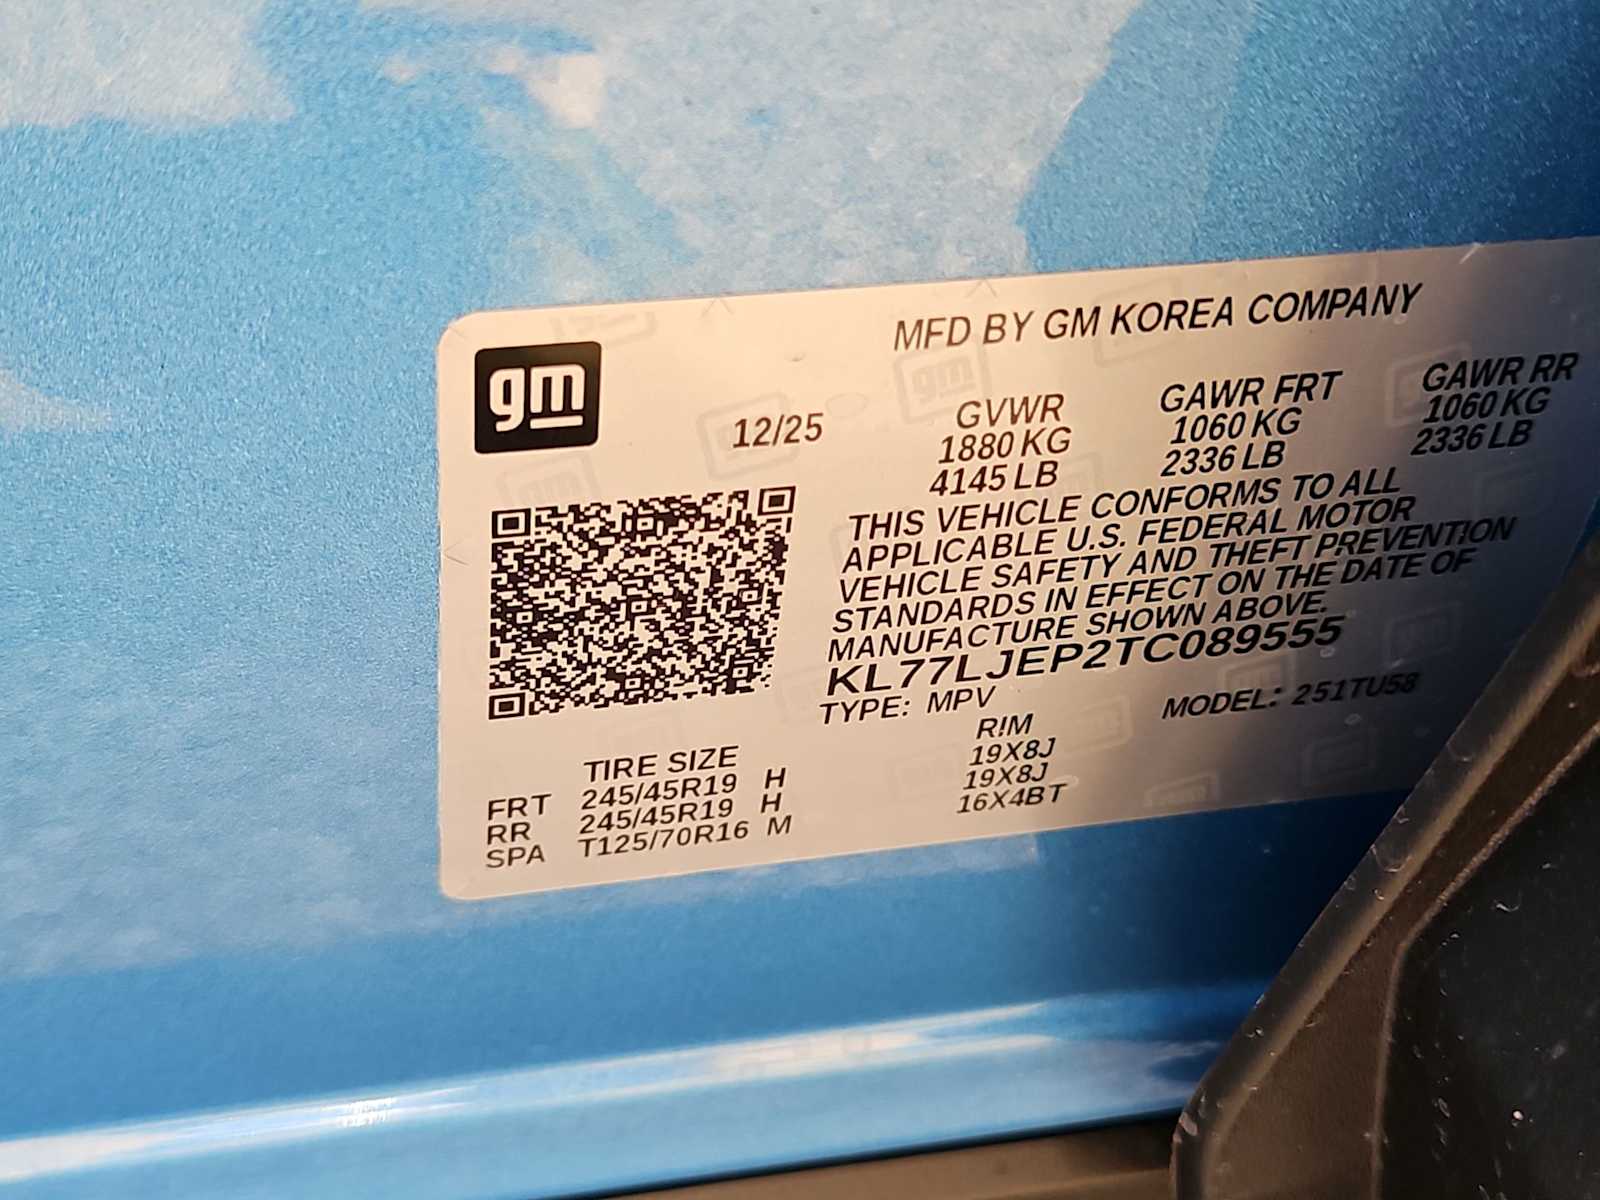 MFD BY GM KOREA COMPANY
gm
12/25
GVWR GAWR FRT GAWR RR
1880 KG 1060 KG 1060 KG
4145 LB 2336 LB 2336 LB
THIS VEHICLE CONFORMS TO ALL
APPLICABLE U.S. FEDERAL MOTOR
VEHICLE SAFETY AND THEFT PREVENTION
STANDARDS IN EFFECT ON THE DATE OF
MANUFACTURE SHOWN ABOVE.
KL77LJEP2TC089555
TYPE: MPV MODEL: 251TU58
TIRE SIZE RIM
FRT 245/45R19 H 19X8J
RR 245/45R19 H 19X8J
SPA T125/70R16 M 16X4BT